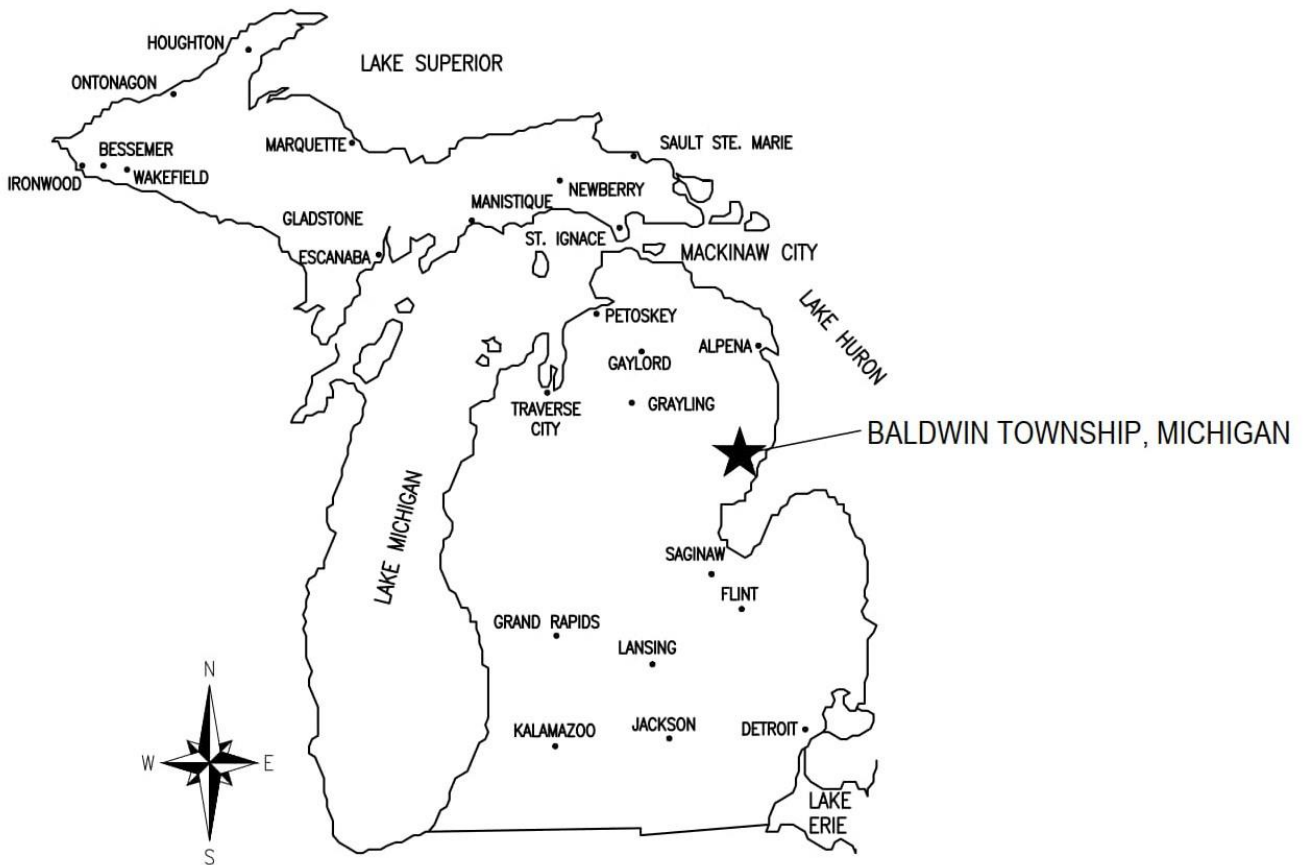 HOUGHTON
LAKE SUPERIOR
ONTONAGON
MARQUETTE
SAULT STE. MARIE
BESSEMER
IRONWOOD
WAKEFIELD
NEWBERRY
MANISTIQUE
GLADSTONE
ST. IGNACE
ESCANABA
MACKINAW CITY
LAKE HURON
PETOSKEY
ALPENA
GAYLORD
TRAVERSE
CITY
GRAYLING
BALDWIN TOWNSHIP, MICHIGAN
LAKE MICHIGAN
SAGINAW
FLINT
GRAND RAPIDS
LANSING
KALAMAZOO
JACKSON
DETROIT
LAKE
ERIE
N
W
E
S